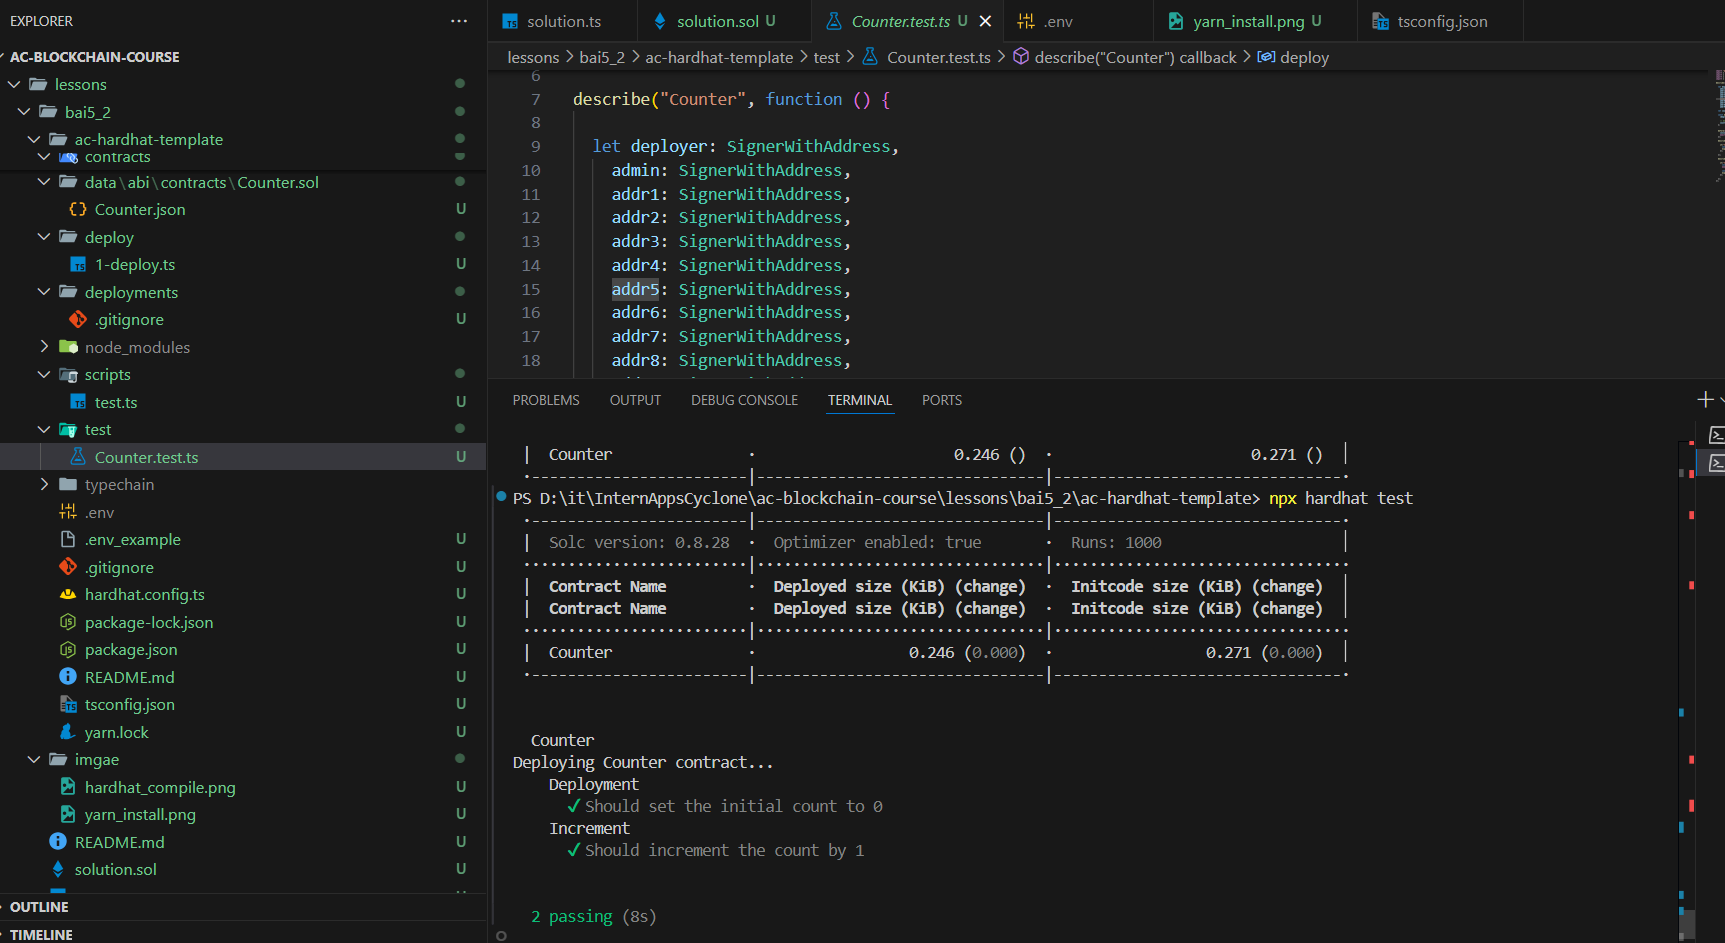 EXPLORER
···
AC-BLOCKCHAIN-COURSE
lessons
bai5_2
ac-hardhat-template
contracts
data\abi\contracts\Counter.sol
Counter.json U
deploy
1-deploy.ts U
deployments
.gitignore U
node_modules
scripts
test.ts U
test
Counter.test.ts U
typechain
.env
.env_example U
.gitignore U
hardhat.config.ts U
package-lock.json U
package.json U
README.md U
tsconfig.json U
yarn.lock U
imgae
hardhat_compile.png U
yarn_install.png U
README.md U
solution.sol U
OUTLINE
TIMELINE
solution.ts solution.sol U Counter.test.ts U .env yarn_install.png U tsconfig.json
lessons > bai5_2 > ac-hardhat-template > test > Counter.test.ts > describe("Counter") callback > deploy
6
7 describe("Counter", function () {
8
9 let deployer: SignerWithAddress,
10 admin: SignerWithAddress,
11 addr1: SignerWithAddress,
12 addr2: SignerWithAddress,
13 addr3: SignerWithAddress,
14 addr4: SignerWithAddress,
15 addr5: SignerWithAddress,
16 addr6: SignerWithAddress,
17 addr7: SignerWithAddress,
18 addr8: SignerWithAddress,
PROBLEMS OUTPUT DEBUG CONSOLE TERMINAL PORTS
| Counter · 0.246 () · 0.271 () |
·------------------------|--------------------------------|--------------------------------·
PS D:\it\InternAppsCyclone\ac-blockchain-course\lessons\bai5_2\ac-hardhat-template> npx hardhat test
·------------------------|--------------------------------|--------------------------------·
| Solc version: 0.8.28 · Optimizer enabled: true · Runs: 1000 |
·························|································|·································
| Contract Name · Deployed size (KiB) (change) · Initcode size (KiB) (change) |
| Contract Name · Deployed size (KiB) (change) · Initcode size (KiB) (change) |
·························|································|·································
| Counter · 0.246 (0.000) · 0.271 (0.000) |
·------------------------|--------------------------------|--------------------------------·
Counter
Deploying Counter contract...
Deployment
✓ Should set the initial count to 0
Increment
✓ Should increment the count by 1
2 passing (8s)